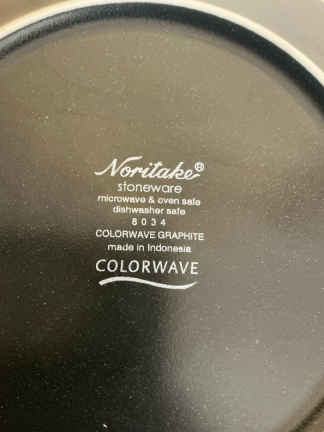 Noritake®
stoneware
microwave & oven safe
dishwasher safe
8034
COLORWAVE GRAPHITE
made in Indonesia
COLORWAVE